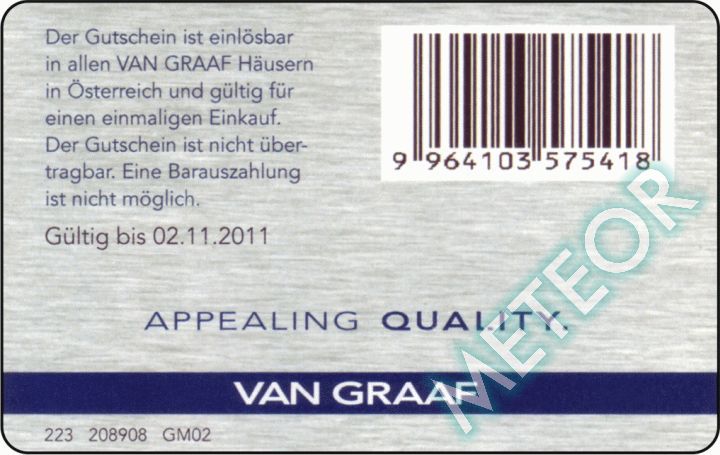 Der Gutschein ist einlösbar
in allen VAN GRAAF Häusern
in Österreich und gültig für
einen einmaligen Einkauf.
Der Gutschein ist nicht über-
tragbar. Eine Barauszahlung
ist nicht möglich.
Gültig bis 02.11.2011
9 964103 575418
APPEALING QUALITY.
METEOR
VAN GRAAF
223 208908 GM02